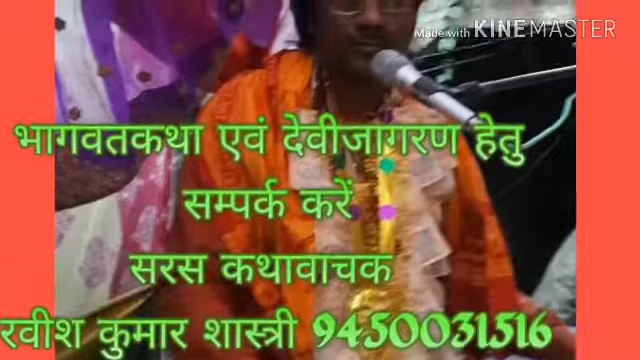 Made with KINEMASTER
भागवतकथा एवं देवीजागरण हेतु
सम्पर्क करें
सरस कथावाचक
रवीश कुमार शास्त्री 9450031516